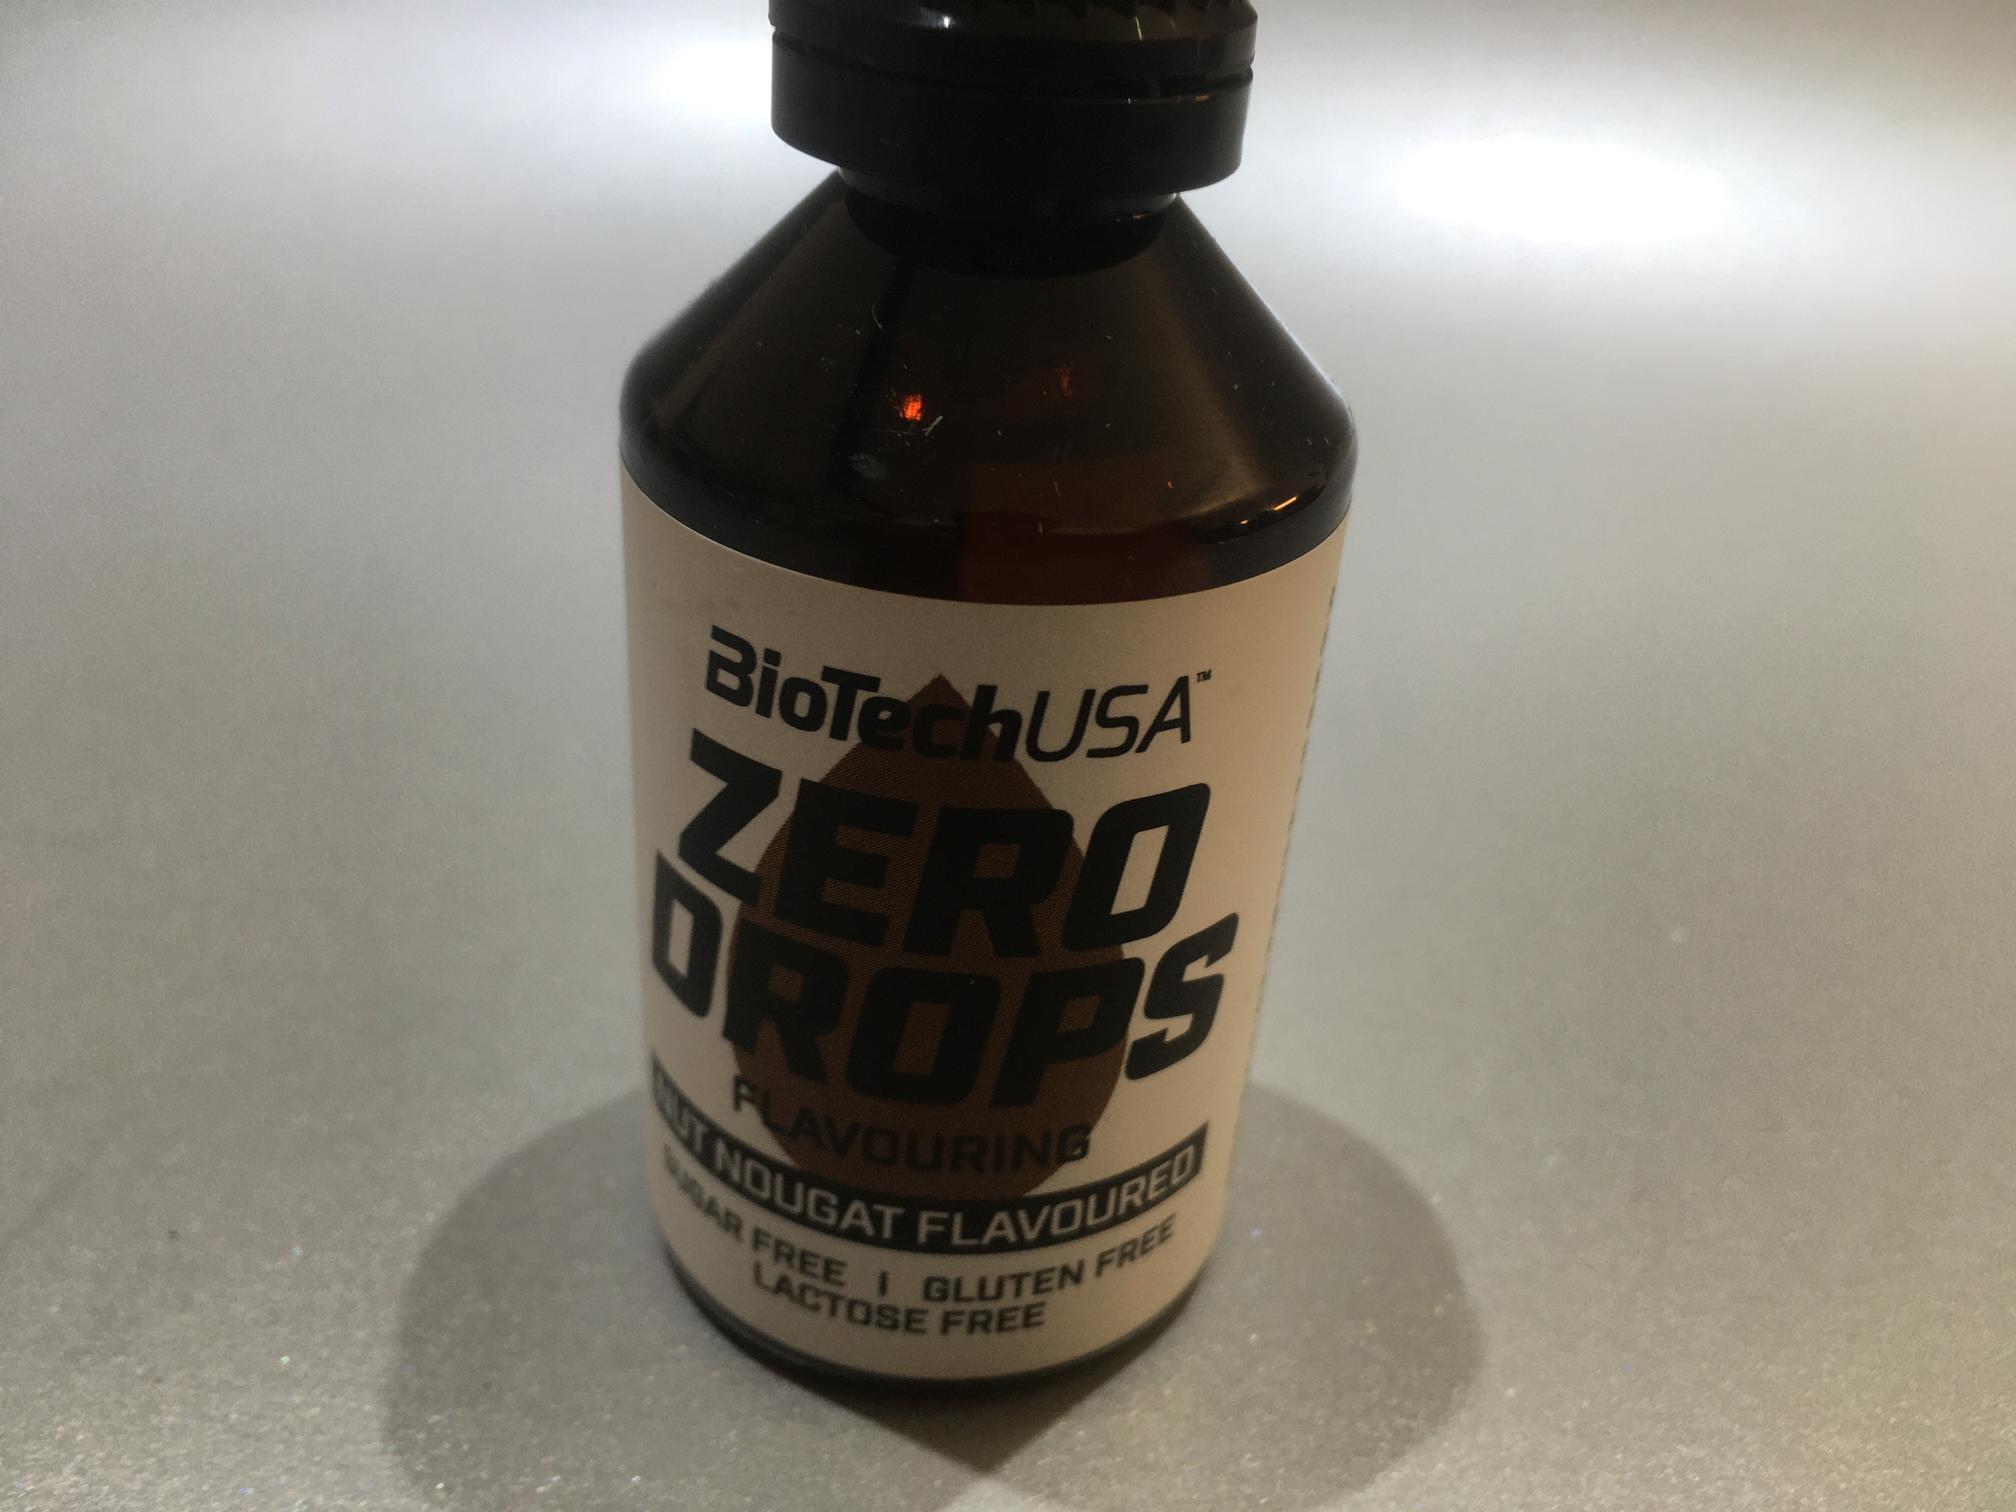 BioTechUSA™
ZERO
DROPS
FLAVOURING
NUT NOUGAT FLAVOURED
SUGAR FREE | GLUTEN FREE
LACTOSE FREE